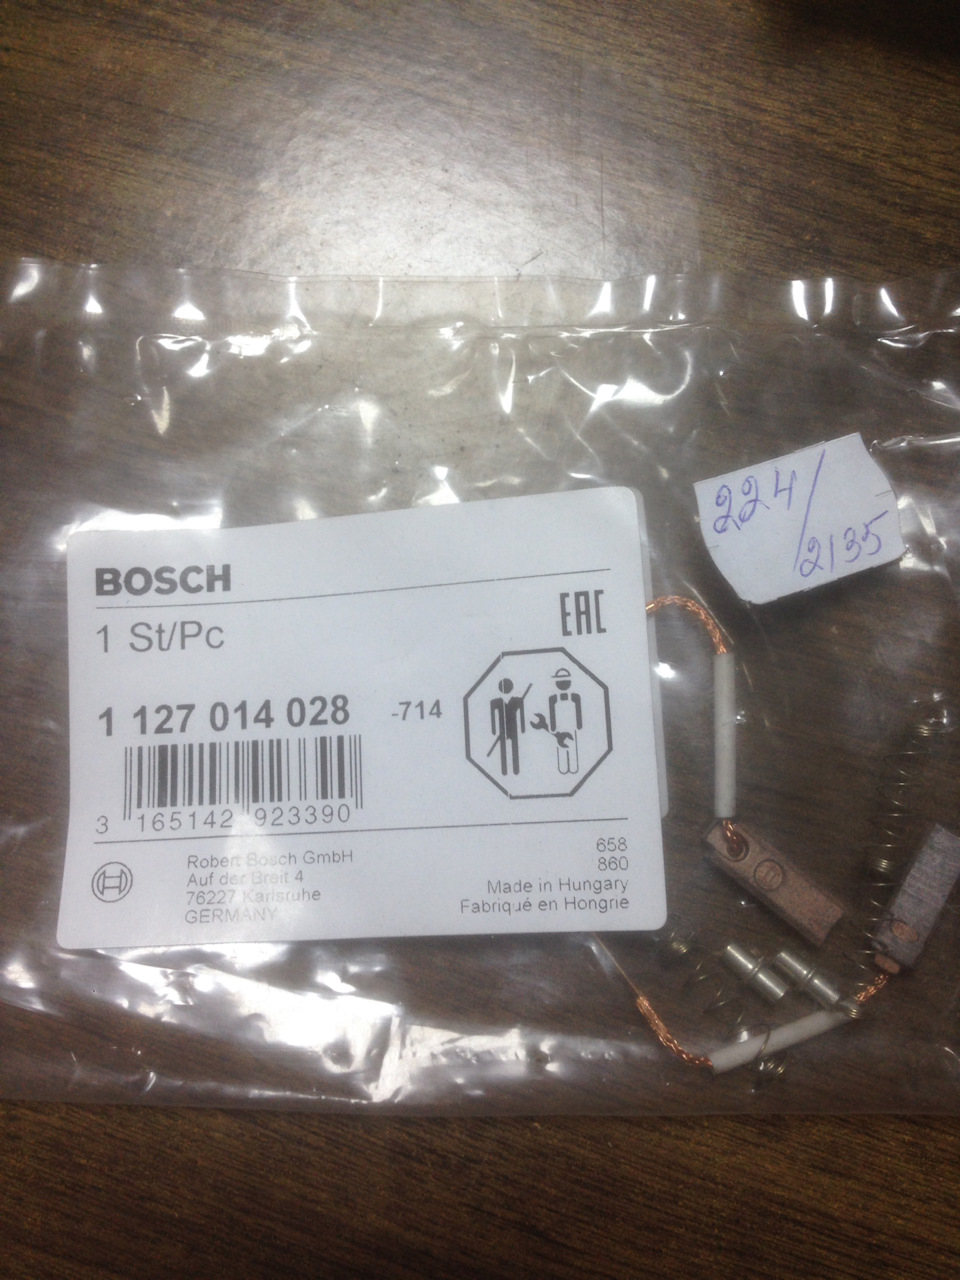 224/
2135
BOSCH
1 St/Pc
EAC
1 127 014 028 -714
3 165142 923390
Robert Bosch GmbH
Auf der Breit 4
76227 Karlsruhe
GERMANY
658
860
Made in Hungary
Fabriqué en Hongrie